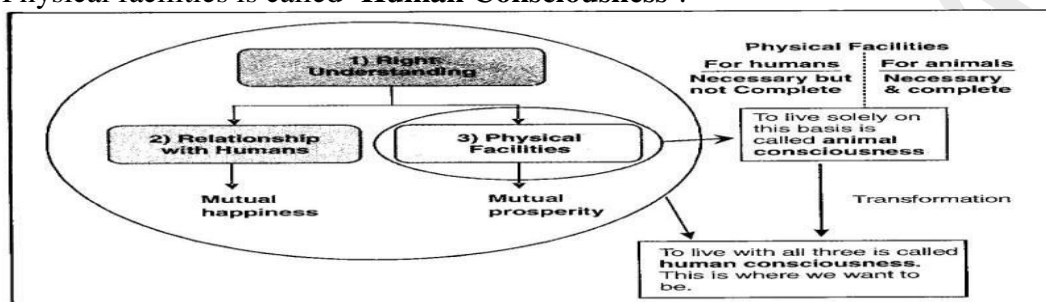 Physical facilities is called "Human Consciousness".
1) Right
Understanding
2) Relationship
with Humans
3) Physical
Facilities
Mutual
happiness
Mutual
prosperity
Physical Facilities
For humans
Necessary but
not Complete
For animals
Necessary
& complete
To live solely on
this basis is
called animal
consciousness
Transformation
To live with all three is called
human consciousness.
This is where we want to
be.